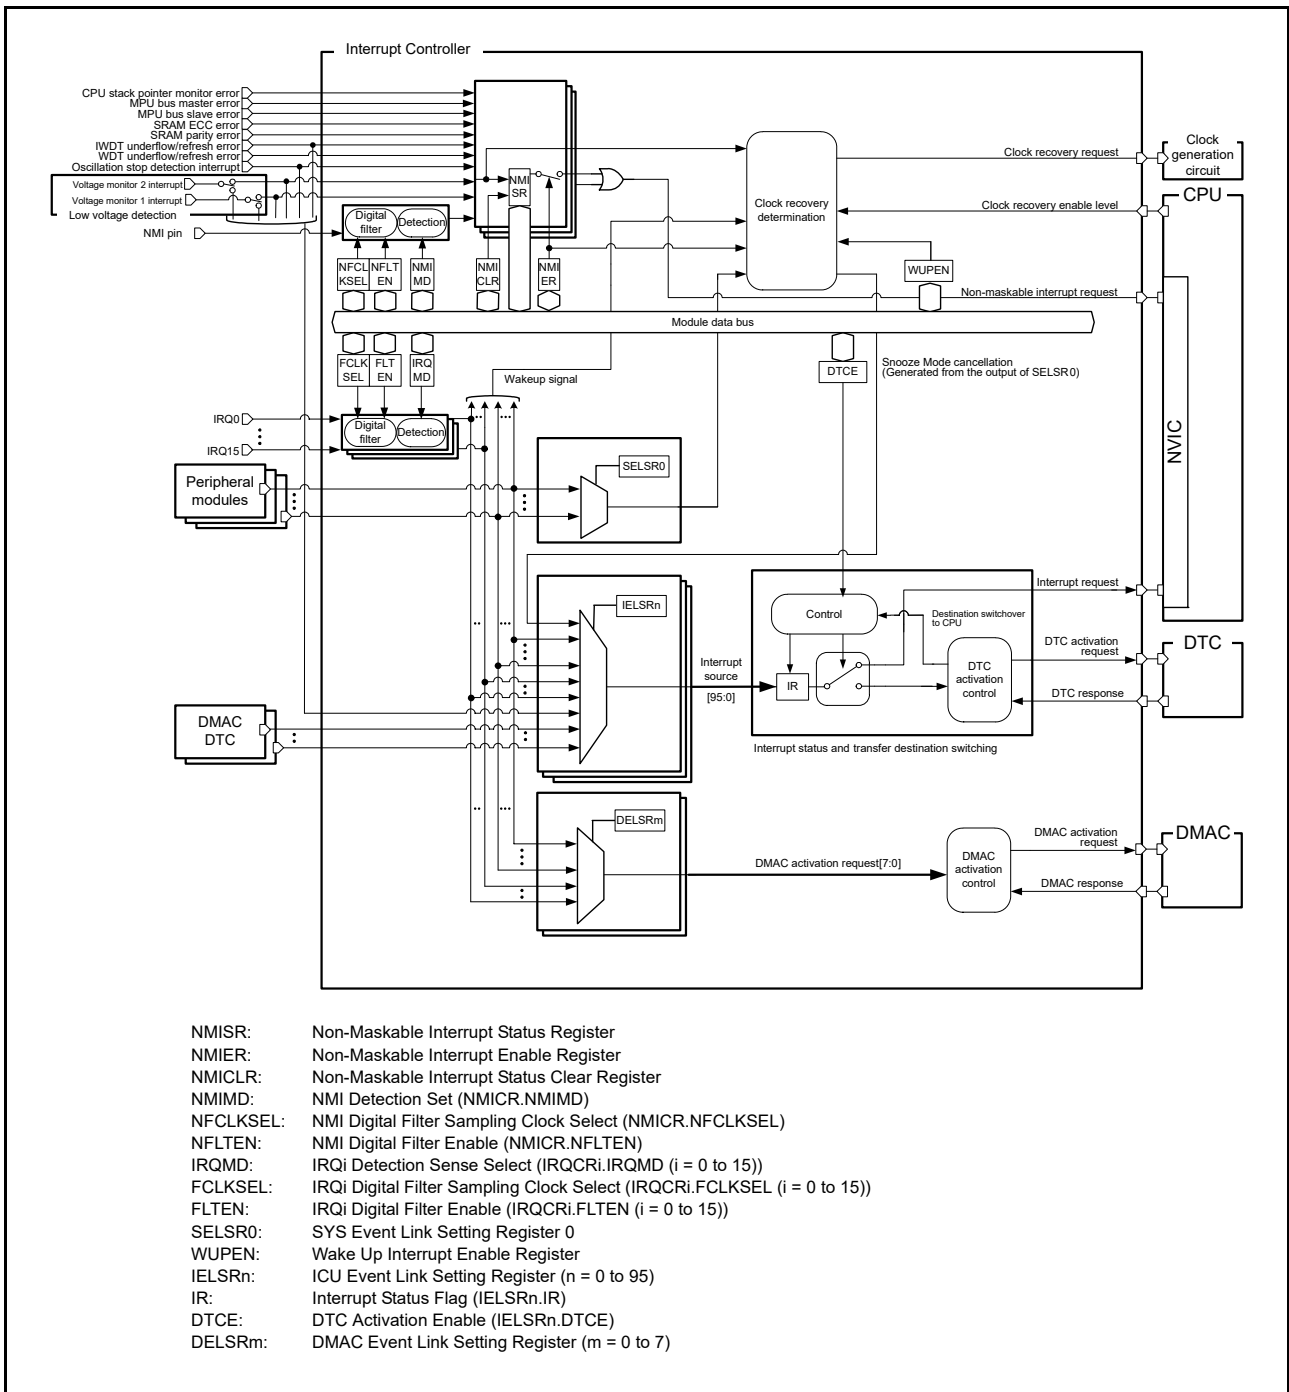 Interrupt Controller
CPU stack pointer monitor error
MPU bus master error
MPU bus slave error
SRAM ECC error
SRAM parity error
IWDT underflow/refresh error
WDT underflow/refresh error
Oscillation stop detection interrupt
Voltage monitor 2 interrupt
Voltage monitor 1 interrupt
Low voltage detection
NMI pin
Digital filter
Detection
NMI SR
NFCL KSEL
NFLT EN
NMI MD
NMI CLR
NMI ER
Clock recovery determination
WUPEN
Clock recovery request
Clock recovery enable level
Non-maskable interrupt request
Clock generation circuit
CPU
NVIC
Module data bus
FCLK SEL
FLT EN
IRQ MD
Wakeup signal
DTCE
Snooze Mode cancellation
(Generated from the output of SELSR0)
IRQ0
IRQ15
Digital filter
Detection
Peripheral modules
SELSR0
IELSRn
Interrupt source
[95:0]
Control
IR
Destination switchover to CPU
DTC activation control
Interrupt request
DTC activation request
DTC response
DTC
Interrupt status and transfer destination switching
DMAC DTC
DELSRm
DMAC activation request[7:0]
DMAC activation control
DMAC activation request
DMAC response
DMAC
NMISR: Non-Maskable Interrupt Status Register
NMIER: Non-Maskable Interrupt Enable Register
NMICLR: Non-Maskable Interrupt Status Clear Register
NMIMD: NMI Detection Set (NMICR.NMIMD)
NFCLKSEL: NMI Digital Filter Sampling Clock Select (NMICR.NFCLKSEL)
NFLTEN: NMI Digital Filter Enable (NMICR.NFLTEN)
IRQMD: IRQi Detection Sense Select (IRQCRi.IRQMD (i = 0 to 15))
FCLKSEL: IRQi Digital Filter Sampling Clock Select (IRQCRi.FCLKSEL (i = 0 to 15))
FLTEN: IRQi Digital Filter Enable (IRQCRi.FLTEN (i = 0 to 15))
SELSR0: SYS Event Link Setting Register 0
WUPEN: Wake Up Interrupt Enable Register
IELSRn: ICU Event Link Setting Register (n = 0 to 95)
IR: Interrupt Status Flag (IELSRn.IR)
DTCE: DTC Activation Enable (IELSRn.DTCE)
DELSRm: DMAC Event Link Setting Register (m = 0 to 7)